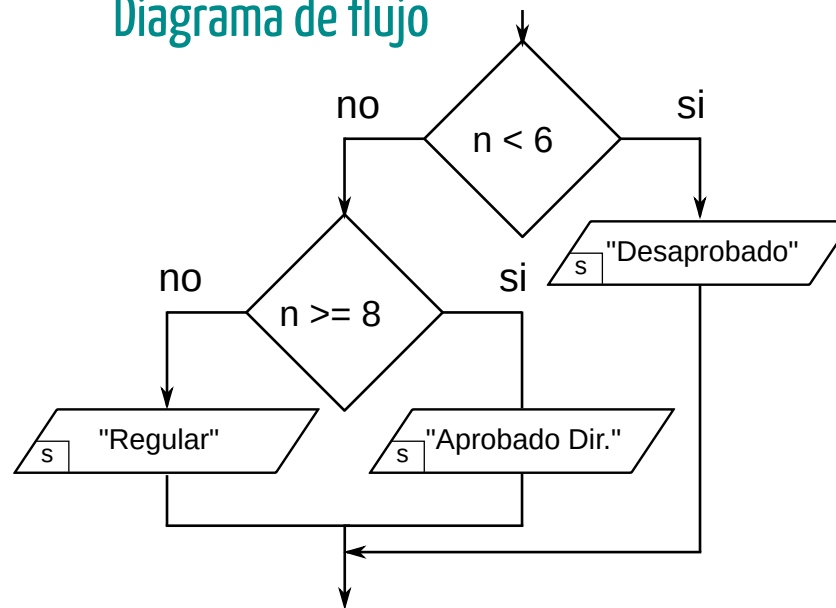 Diagrama de flujo
no
si
n < 6
"Desaprobado"
s
no
si
n >= 8
"Regular"
s
"Aprobado Dir."
s